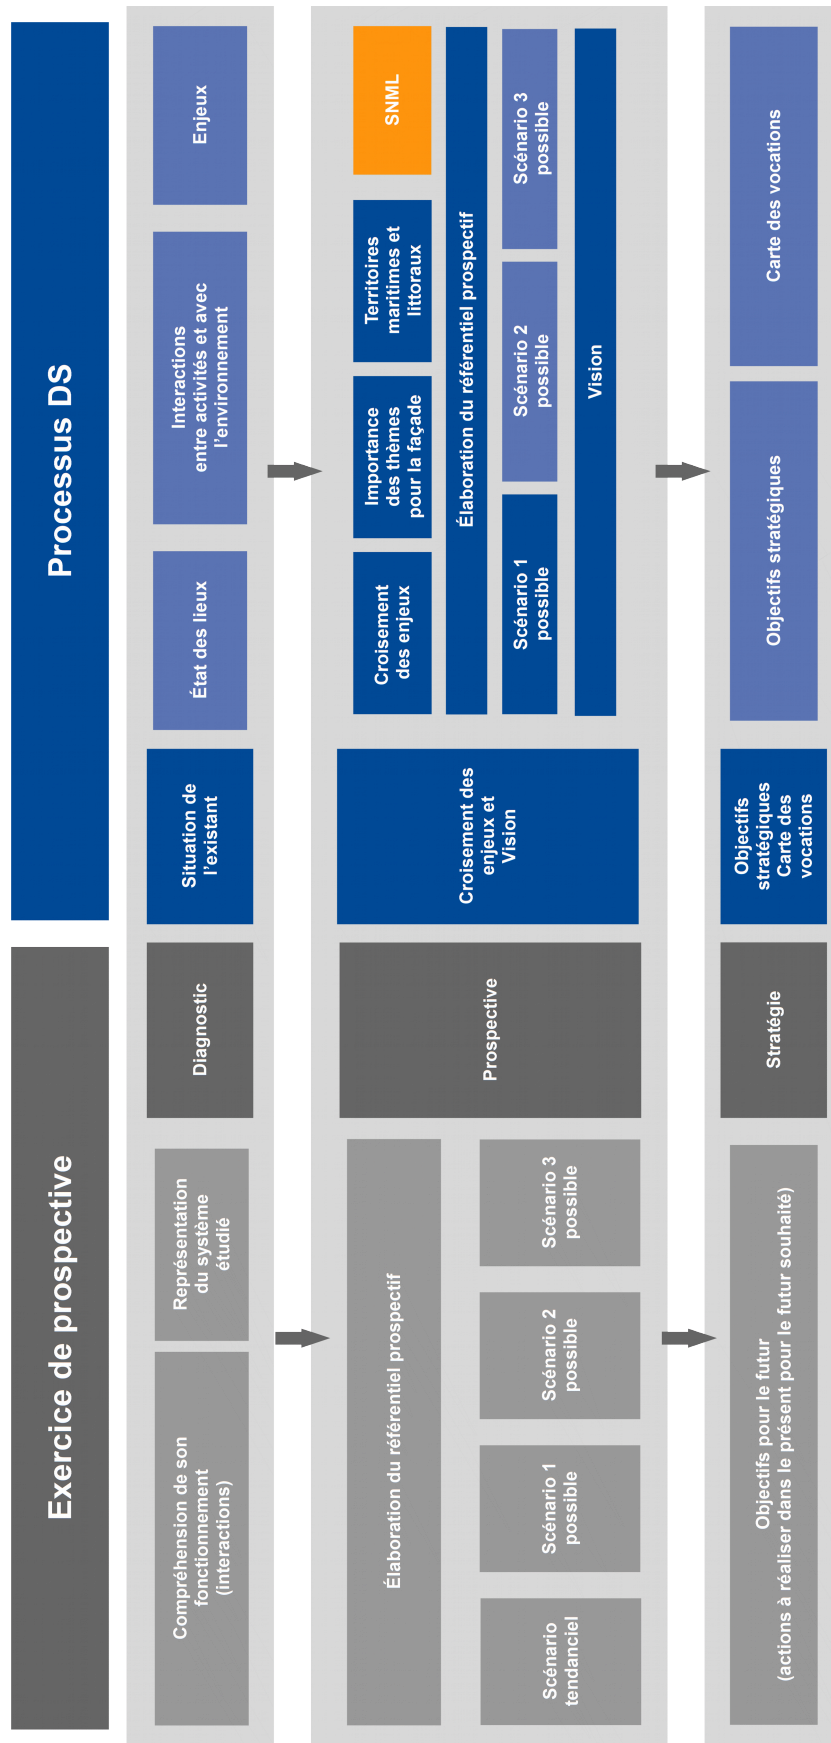 Exercice de prospective
Processus DS
Compréhension de son
fonctionnement
(interactions)
Représentation
du système
étudié
Diagnostic
Situation de
l'existant
État des lieux
Interactions
entre activités et avec
l'environnement
Enjeux
Élaboration du référentiel prospectif
Scénario
tendanciel
Scénario 1
possible
Scénario 2
possible
Scénario 3
possible
Prospective
Croisement des
enjeux et
Vision
Croisement
des enjeux
Importance
des thèmes
pour la façade
Territoires
maritimes et
littoraux
SNML
Élaboration du référentiel prospectif
Scénario 1
possible
Scénario 2
possible
Scénario 3
possible
Vision
Objectifs pour le futur
(actions à réaliser dans le présent pour le futur souhaité)
Stratégie
Objectifs
stratégiques
Carte des
vocations
Objectifs stratégiques
Carte des vocations